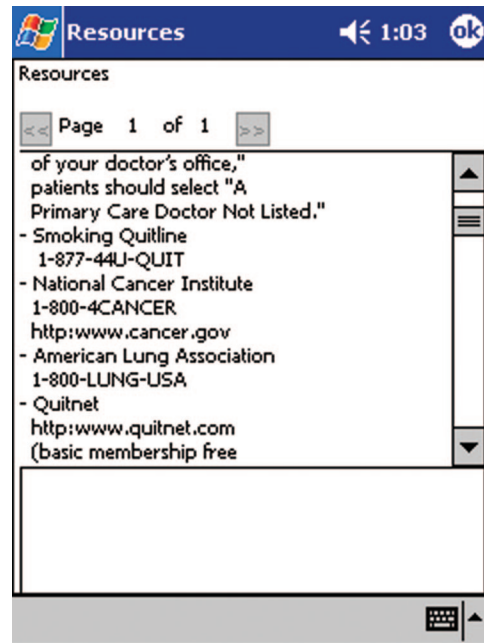 Resources 1:03 ok
Resources
<< Page 1 of 1 >>
of your doctor's office,"
patients should select "A
Primary Care Doctor Not Listed."
- Smoking Quitline
1-877-44U-QUIT
- National Cancer Institute
1-800-4CANCER
http:www.cancer.gov
- American Lung Association
1-800-LUNG-USA
- Quitnet
http:www.quitnet.com
(basic membership free